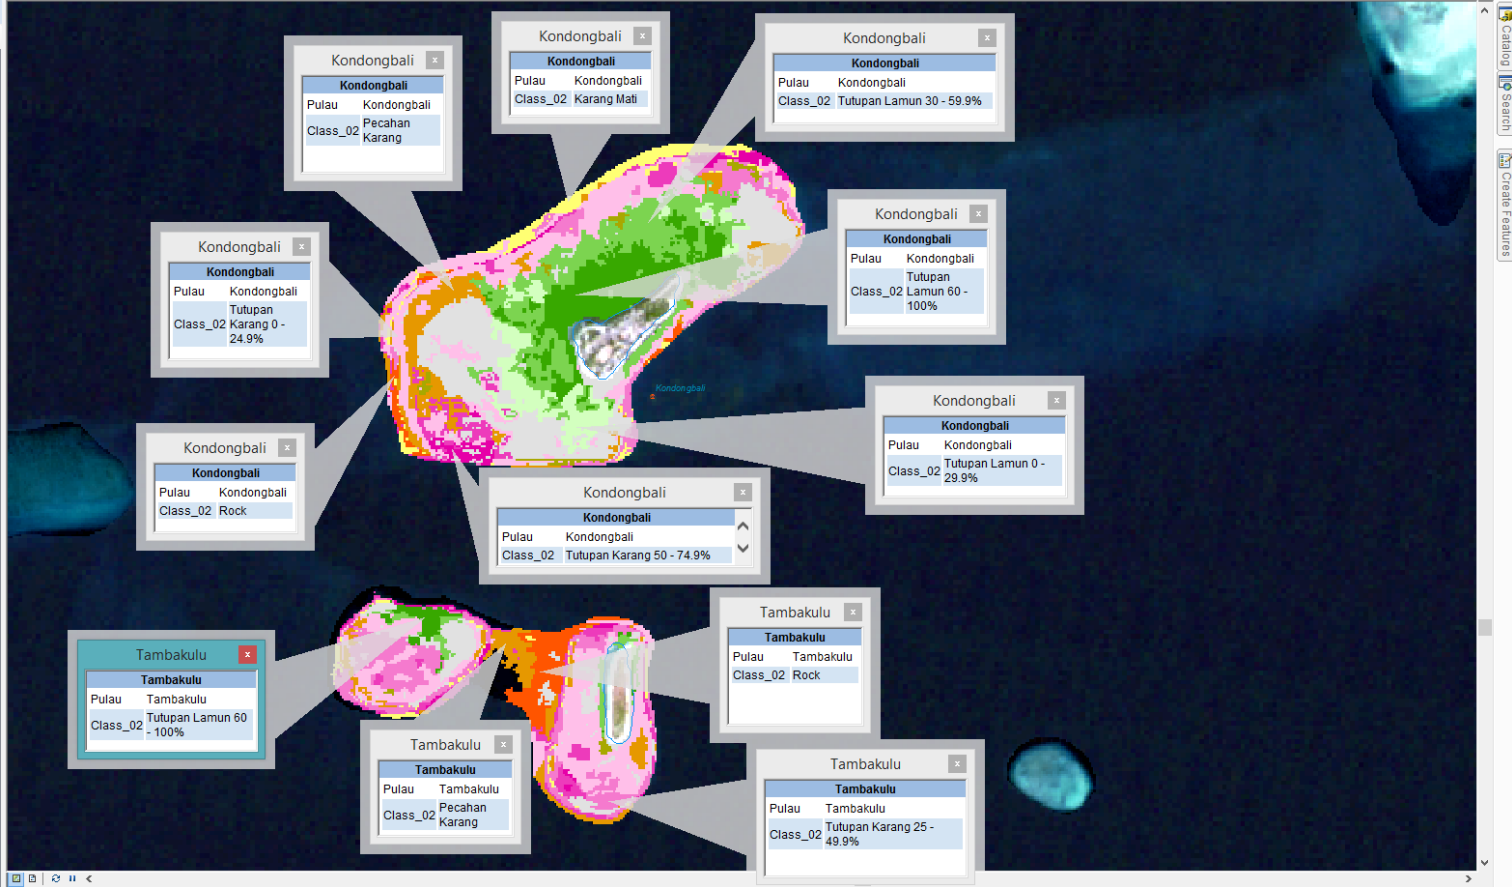 Kondongbali
Kondongbali
Pulau Kondongbali
Class_02 Karang Mati
Kondongbali
Kondongbali
Pulau Kondongbali
Class_02 Tutupan Lamun 30 - 59.9%
Kondongbali
Kondongbali
Pulau Kondongbali
Class_02 Pecahan
Karang
Kondongbali
Kondongbali
Pulau Kondongbali
Class_02 Tutupan
Lamun 60 -
100%
Kondongbali
Kondongbali
Pulau Kondongbali
Class_02 Tutupan
Karang 0 -
24.9%
Kondongbali
Kondongbali
Kondongbali
Pulau Kondongbali
Class_02 Tutupan Lamun 0 -
29.9%
Kondongbali
Kondongbali
Pulau Kondongbali
Class_02 Rock
Kondongbali
Kondongbali
Pulau Kondongbali
Class_02 Tutupan Karang 50 - 74.9%
Tambakulu
Tambakulu
Pulau Tambakulu
Class_02 Rock
Tambakulu
Tambakulu
Pulau Tambakulu
Class_02 Tutupan Lamun 60
- 100%
Tambakulu
Tambakulu
Pulau Tambakulu
Class_02 Pecahan
Karang
Tambakulu
Tambakulu
Pulau Tambakulu
Class_02 Tutupan Karang 25 -
49.9%
Catalog
Search
Create Features